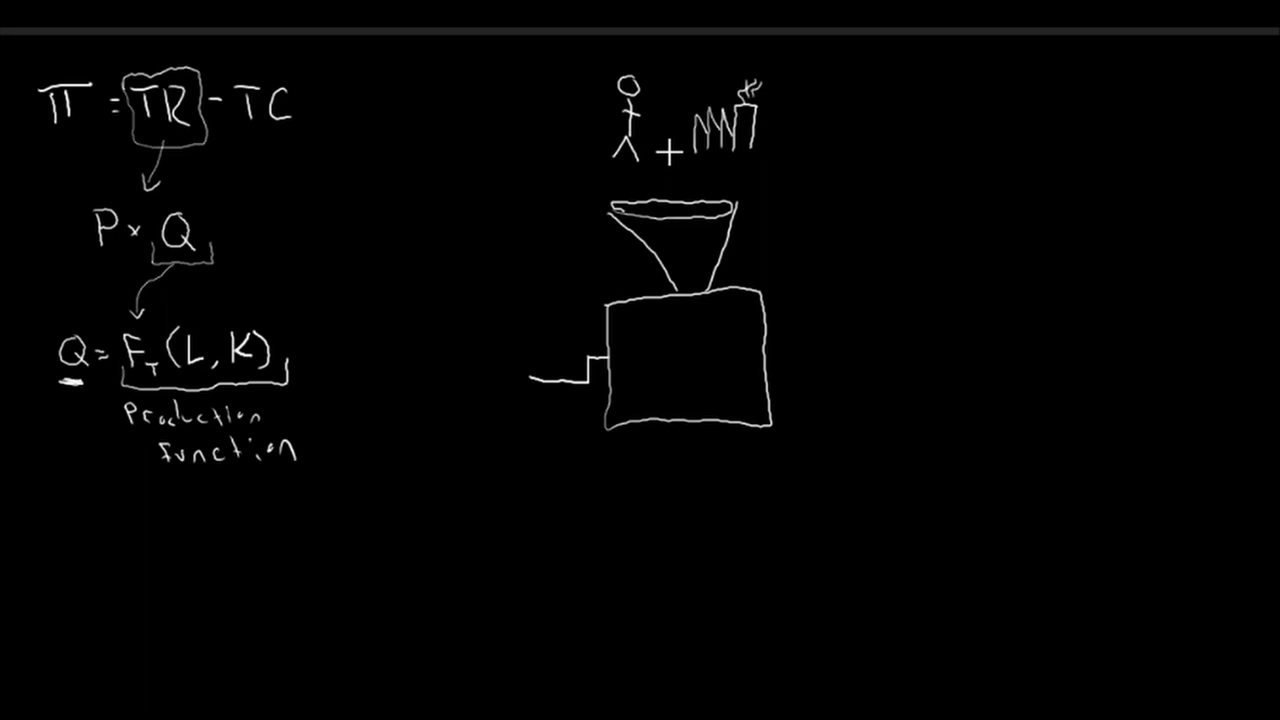 π = TR - TC
P × Q
Q = F_T (L, K)
Production
Function
+